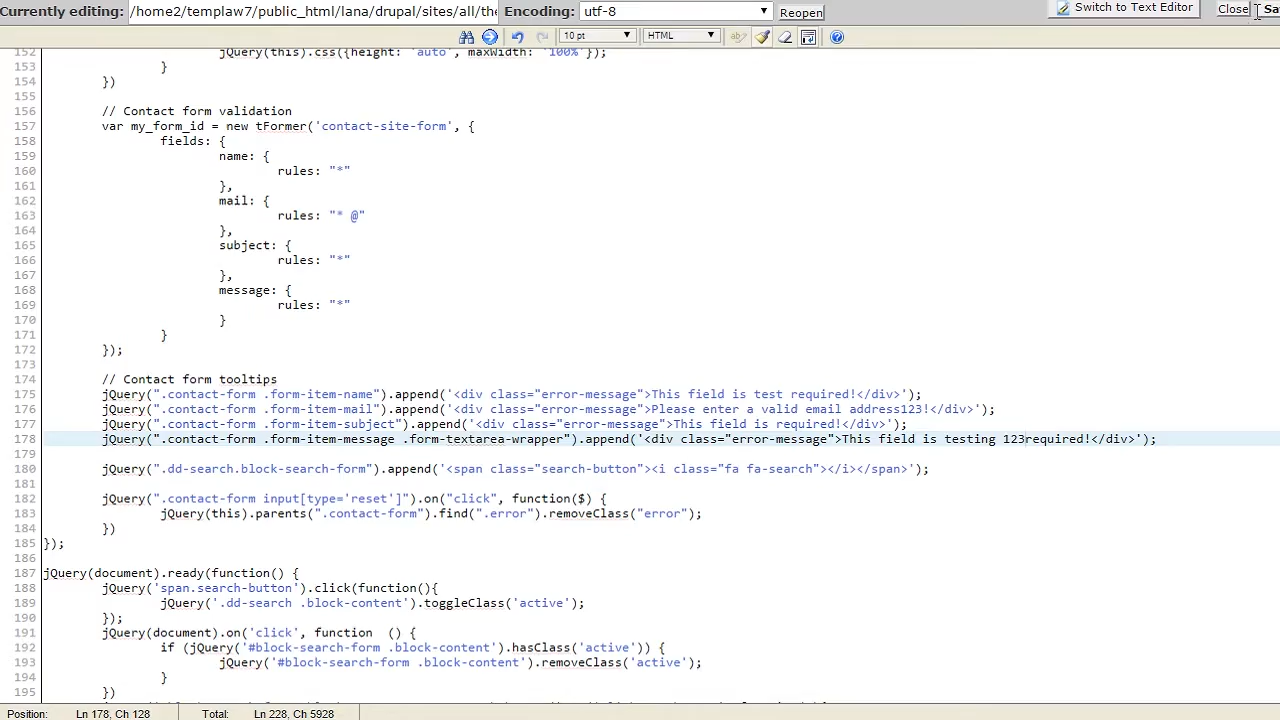 Currently editing: /home2/templaw7/public_html/lana/drupal/sites/all/the Encoding: utf-8 Reopen Switch to Text Editor Close Sa
10 pt HTML
152 jQuery(this).css({height: 'auto', maxWidth: '100%'});
153 }
154 })
155
156 // Contact form validation
157 var my_form_id = new tFormer('contact-site-form', {
158 fields: {
159 name: {
160 rules: "*"
161 },
162 mail: {
163 rules: "* @"
164 },
165 subject: {
166 rules: "*"
167 },
168 message: {
169 rules: "*"
170 }
171 }
172 });
173
174 // Contact form tooltips
175 jQuery(".contact-form .form-item-name").append('<div class="error-message">This field is test required!</div>');
176 jQuery(".contact-form .form-item-mail").append('<div class="error-message">Please enter a valid email address123!</div>');
177 jQuery(".contact-form .form-item-subject").append('<div class="error-message">This field is required!</div>');
178 jQuery(".contact-form .form-item-message .form-textarea-wrapper").append('<div class="error-message">This field is testing 123required!</div>');
179
180 jQuery(".dd-search.block-search-form").append('<span class="search-button"><i class="fa fa-search"></i></span>');
181
182 jQuery(".contact-form input[type='reset']").on("click", function($) {
183 jQuery(this).parents(".contact-form").find(".error").removeClass("error");
184 })
185 });
186
187 jQuery(document).ready(function() {
188 jQuery('span.search-button').click(function(){
189 jQuery('.dd-search .block-content').toggleClass('active');
190 });
191 jQuery(document).on('click', function () {
192 if (jQuery('#block-search-form .block-content').hasClass('active')) {
193 jQuery('#block-search-form .block-content').removeClass('active');
194 }
195 })
Position: Ln 178, Ch 128 Total: Ln 228, Ch 5928